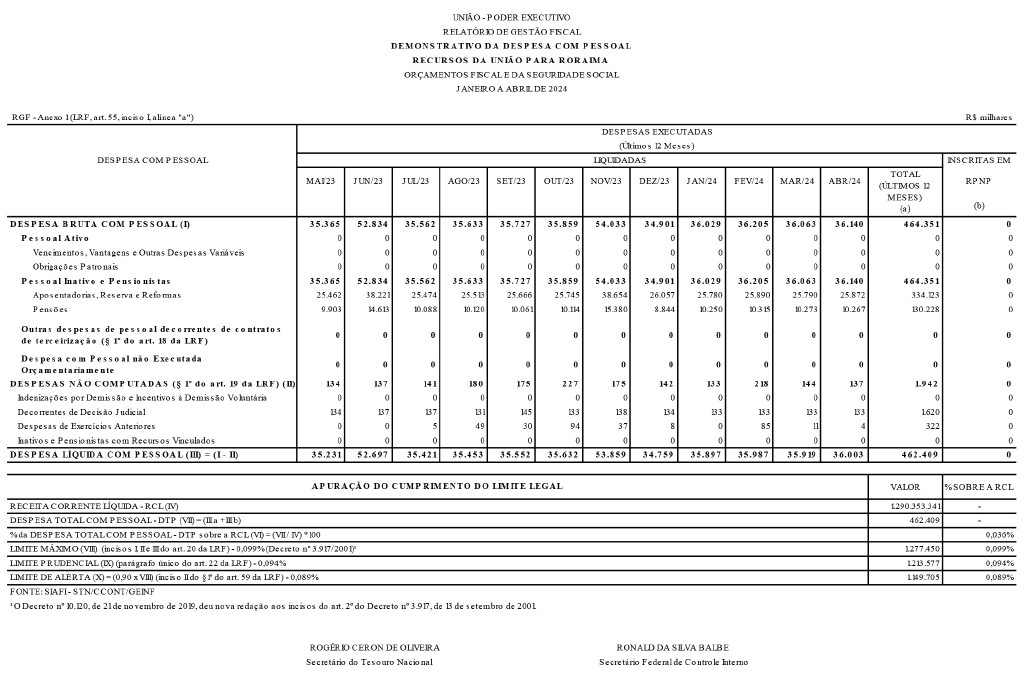 UNIÃO - PODER EXECUTIVO
RELATÓRIO DE GESTÃO FISCAL
DEMONSTRATIVO DA DESPESA COM PESSOAL
RECURSOS DA UNIÃO PARA RORAIMA
ORÇAMENTOS FISCAL E DA SEGURIDADE SOCIAL
JANEIRO A ABRIL DE 2024
RGF - Anexo 1 (LRF, art. 55, inciso I, alínea "a") R$ milhares
DESPESAS EXECUTADAS
(Últimos 12 Meses)
DESPESA COM PESSOAL LIQUIDADAS INSCRITAS EM
MAI/23 JUN/23 JUL/23 AGO/23 SET/23 OUT/23 NOV/23 DEZ/23 JAN/24 FEV/24 MAR/24 ABR/24 TOTAL (ÚLTIMOS 12 MESES) (a) RPNP (b)
DESPESA BRUTA COM PESSOAL (I) 35.365 52.834 35.562 35.633 35.727 35.859 54.033 34.901 36.029 36.205 36.063 36.140 464.351 0
Pessoal Ativo 0 0 0 0 0 0 0 0 0 0 0 0 0 0
Vencimentos, Vantagens e Outras Despesas Variáveis 0 0 0 0 0 0 0 0 0 0 0 0 0 0
Obrigações Patronais 0 0 0 0 0 0 0 0 0 0 0 0 0 0
Pessoal Inativo e Pensionistas 35.365 52.834 35.562 35.633 35.727 35.859 54.033 34.901 36.029 36.205 36.063 36.140 464.351 0
Aposentadorias, Reserva e Reformas 25.462 38.221 25.474 25.513 25.666 25.745 38.654 26.057 25.780 25.890 25.790 25.872 334.123 0
Pensões 9.903 14.613 10.088 10.120 10.061 10.114 15.380 8.844 10.250 10.315 10.273 10.267 130.228 0
Outras despesas de pessoal decorrentes de contratos
de terceirização (§ 1º do art. 18 da LRF) 0 0 0 0 0 0 0 0 0 0 0 0 0 0
Despesa com Pessoal não Executada
Orçamentariamente 0 0 0 0 0 0 0 0 0 0 0 0 0 0
DESPESAS NÃO COMPUTADAS (§ 1º do art. 19 da LRF) (II) 134 137 141 180 175 227 175 142 133 218 144 137 1.942 0
Indenizações por Demissão e Incentivos à Demissão Voluntária 0 0 0 0 0 0 0 0 0 0 0 0 0 0
Decorrentes de Decisão Judicial 134 137 137 131 145 133 138 134 133 133 133 133 1.620 0
Despesas de Exercícios Anteriores 0 0 5 49 30 94 37 8 0 85 11 4 322 0
Inativos e Pensionistas com Recursos Vinculados 0 0 0 0 0 0 0 0 0 0 0 0 0 0
DESPESA LÍQUIDA COM PESSOAL (III) = (I - II) 35.231 52.697 35.421 35.453 35.552 35.632 53.859 34.759 35.897 35.987 35.919 36.003 462.409 0
APURAÇÃO DO CUMPRIMENTO DO LIMITE LEGAL VALOR % SOBRE A RCL
RECEITA CORRENTE LÍQUIDA - RCL (IV) 1.290.353.341 -
DESPESA TOTAL COM PESSOAL - DTP (VII) = (III a + III b) 462.409 -
% da DESPESA TOTAL COM PESSOAL - DTP sobre a RCL (VI) = (VII / IV) * 100 0,036%
LIMITE MÁXIMO (VIII) (incisos I, II e III do art. 20 da LRF) - 0,099% (Decreto nº 3.917/2001)¹ 1.277.450 0,099%
LIMITE PRUDENCIAL (IX) (parágrafo único do art. 22 da LRF) - 0,094% 1.213.577 0,094%
LIMITE DE ALERTA (X) = (0,90 x VIII) (inciso II do § 1º do art. 59 da LRF) - 0,089% 1.149.705 0,089%
FONTE: SIAFI - STN/CCONT/GEINF
¹ O Decreto nº 10.120, de 21 de novembro de 2019, deu nova redação aos incisos do art. 2º do Decreto nº 3.917, de 13 de setembro de 2001.
ROGÉRIO CERON DE OLIVEIRA RONALD DA SILVA BALBE
Secretário do Tesouro Nacional Secretário Federal de Controle Interno